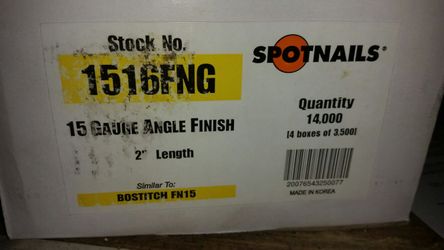 Stock No.
1516FNG
15 GAUGE ANGLE FINISH
2" Length
Similar To:
BOSTITCH FN15
SPOTNAILS®
Quantity
14,000
[4 boxes of 3,500]
20076543250077
MADE IN KOREA